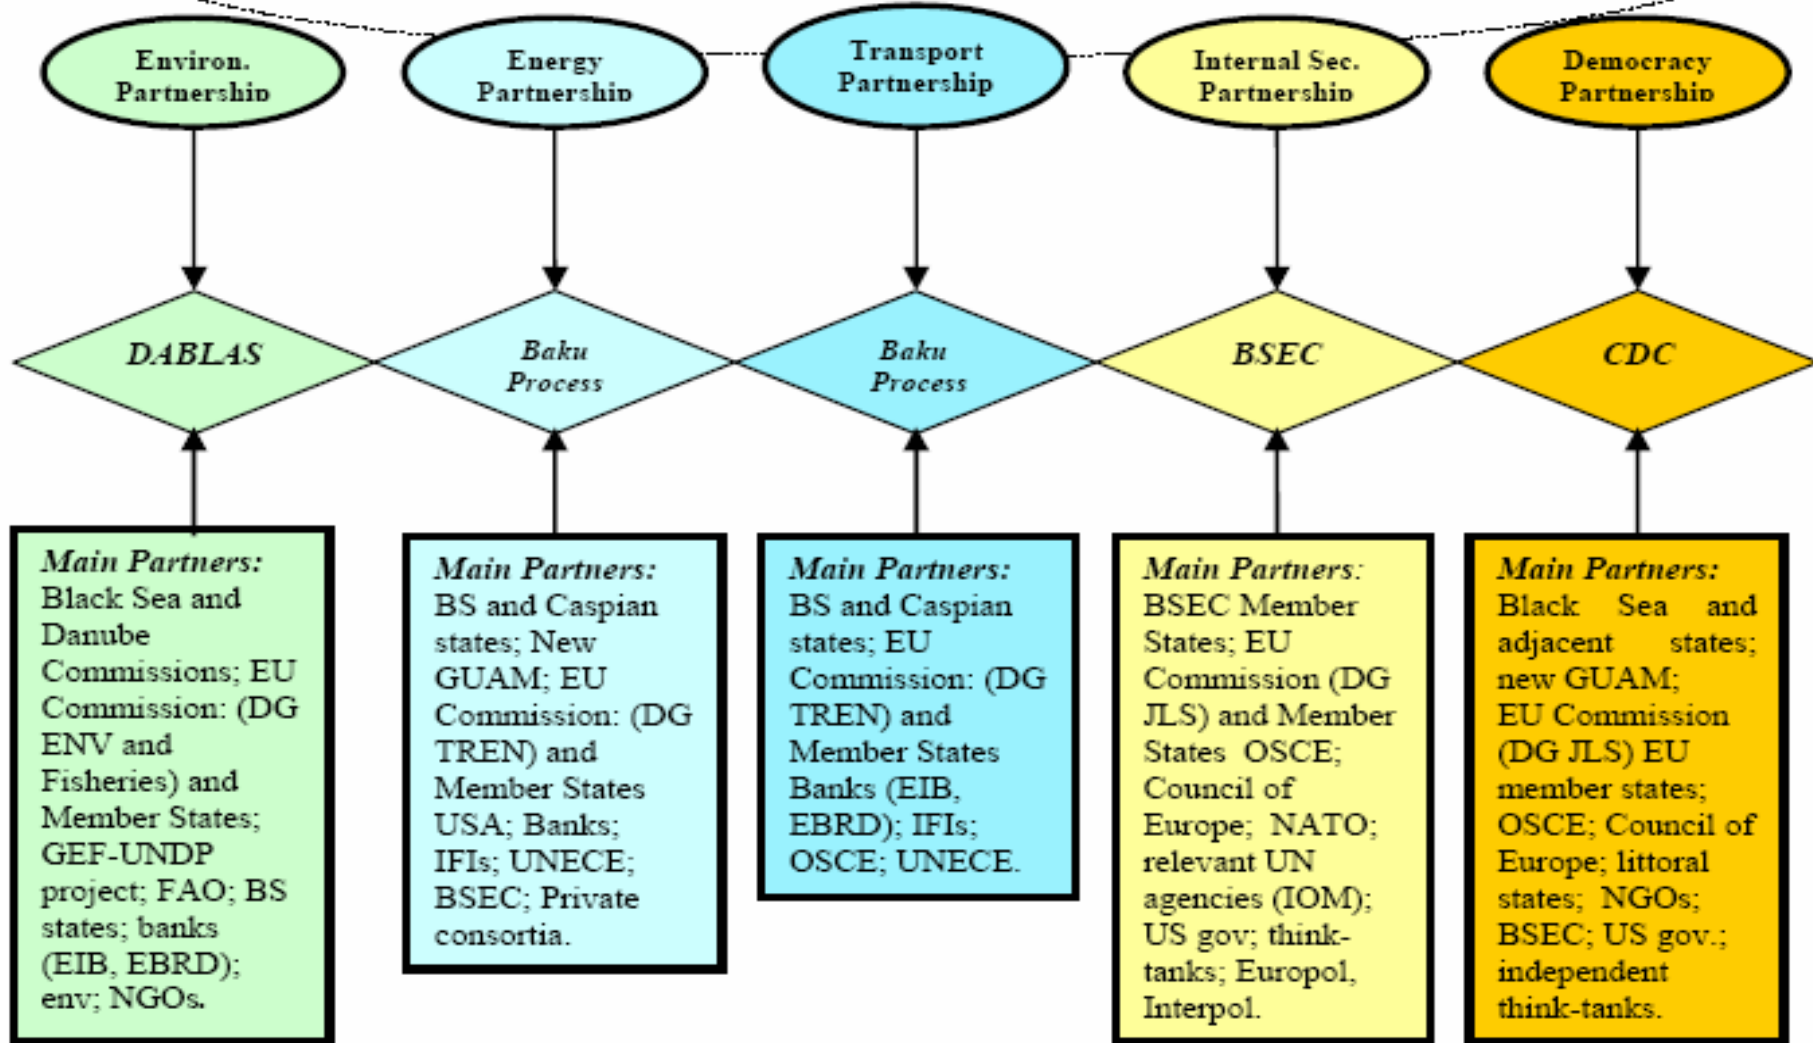 Environ.
Partnership
Energy
Partnership
Transport
Partnership
Internal Sec.
Partnership
Democracy
Partnership
DABLAS
Baku
Process
Baku
Process
BSEC
CDC
Main Partners:
Black Sea and
Danube
Commissions; EU
Commission: (DG
ENV and
Fisheries) and
Member States;
GEF-UNDP
project; FAO; BS
states; banks
(EIB, EBRD);
env; NGOs.
Main Partners:
BS and Caspian
states; New
GUAM; EU
Commission: (DG
TREN) and
Member States
USA; Banks;
IFIs; UNECE;
BSEC; Private
consortia.
Main Partners:
BS and Caspian
states; EU
Commission: (DG
TREN) and
Member States
Banks (EIB,
EBRD); IFIs;
OSCE; UNECE.
Main Partners:
BSEC Member
States; EU
Commission (DG
JLS) and Member
States OSCE;
Council of
Europe; NATO;
relevant UN
agencies (IOM);
US gov; think-
tanks; Europol,
Interpol.
Main Partners:
Black Sea and
adjacent states;
new GUAM;
EU Commission
(DG JLS) EU
member states;
OSCE; Council of
Europe; littoral
states; NGOs;
BSEC; US gov.;
independent
think-tanks.